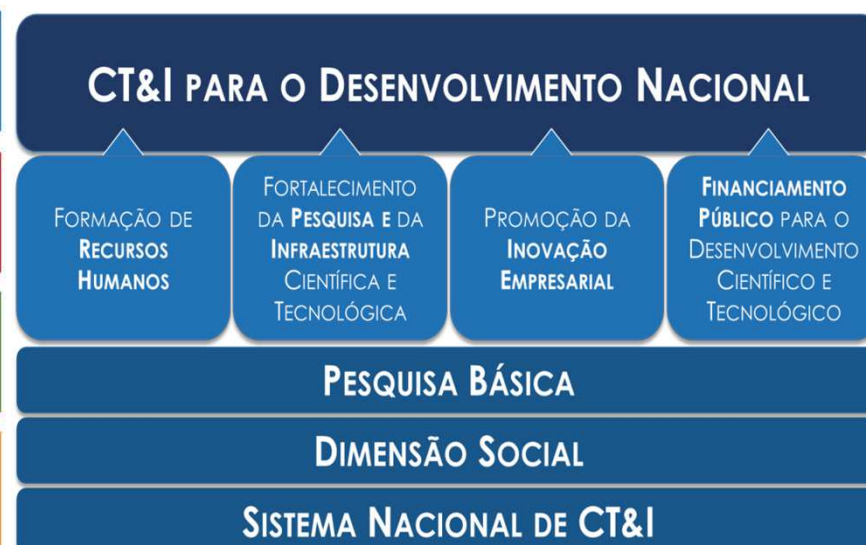 CT&I PARA O DESENVOLVIMENTO NACIONAL
FORMAÇÃO DE
RECURSOS
HUMANOS
FORTALECIMENTO
DA PESQUISA E DA
INFRAESTRUTURA
CIENTÍFICA E
TECNOLÓGICA
PROMOÇÃO DA
INOVAÇÃO
EMPRESARIAL
FINANCIAMENTO
PÚBLICO PARA O
DESENVOLVIMENTO
CIENTÍFICO E
TECNOLÓGICO
PESQUISA BÁSICA
DIMENSÃO SOCIAL
SISTEMA NACIONAL DE CT&I